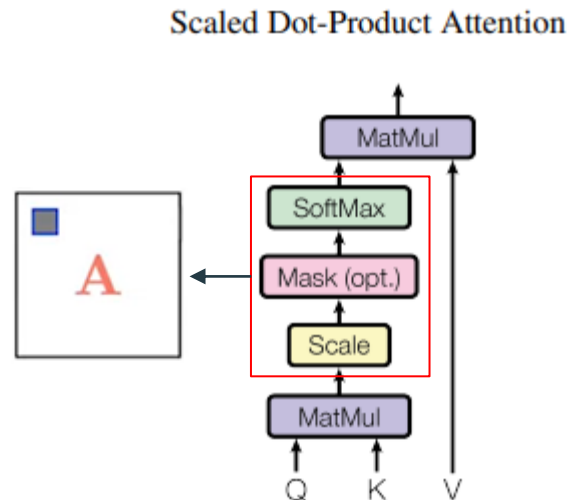 Scaled Dot-Product Attention
MatMul
SoftMax
A
Mask (opt.)
Scale
MatMul
Q K V